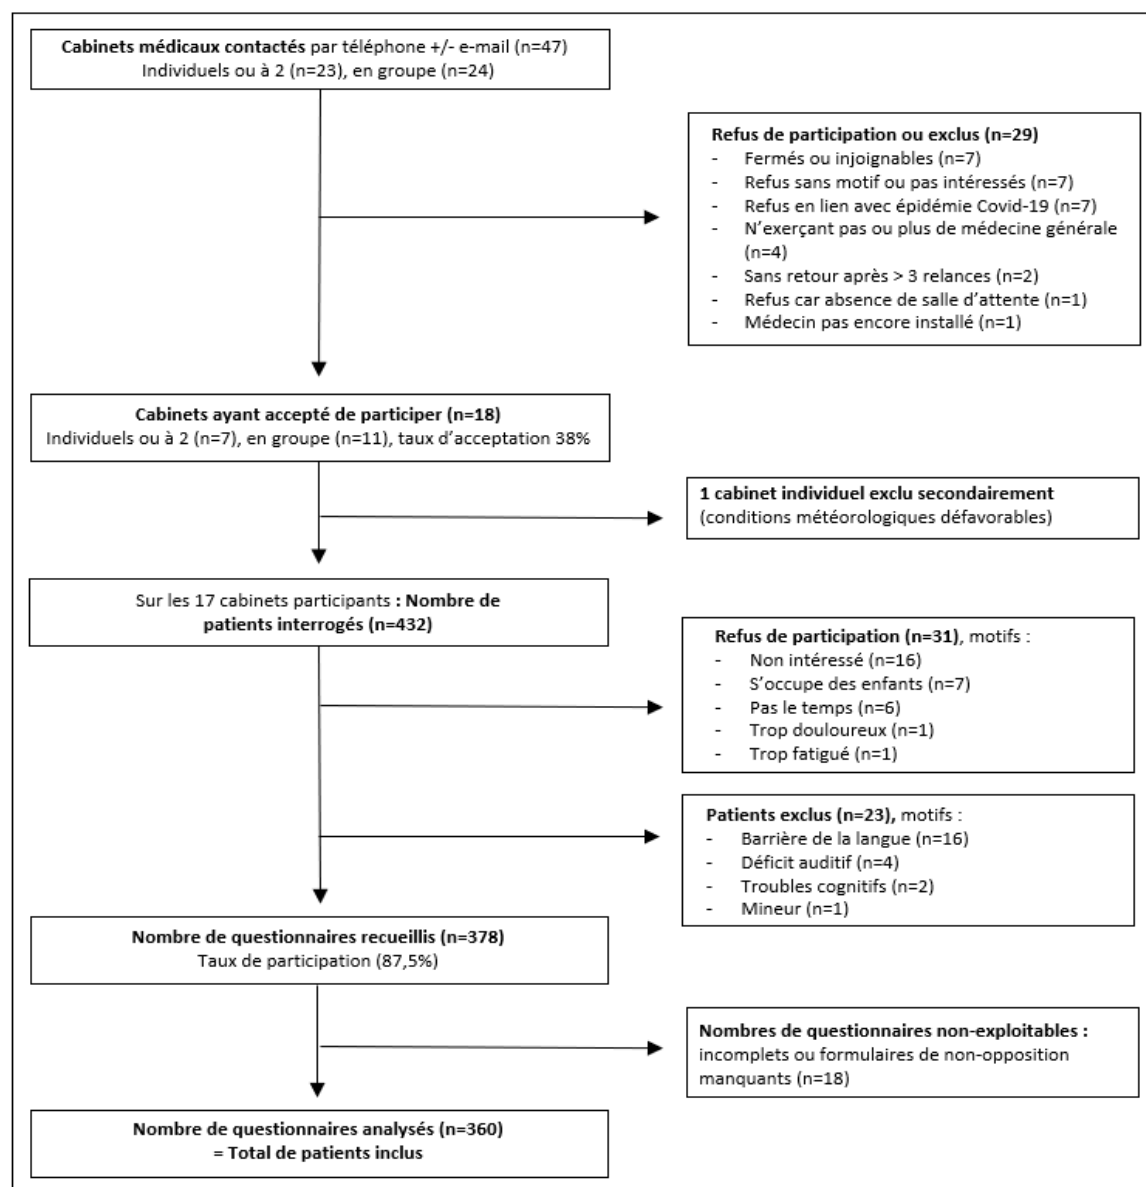 Cabinets médicaux contactés par téléphone +/- e-mail (n=47)
Individuels ou à 2 (n=23), en groupe (n=24)
Refus de participation ou exclus (n=29)
- Fermés ou injoignables (n=7)
- Refus sans motif ou pas intéressés (n=7)
- Refus en lien avec épidémie Covid-19 (n=7)
- N'exerçant pas ou plus de médecine générale
(n=4)
- Sans retour après > 3 relances (n=2)
- Refus car absence de salle d'attente (n=1)
- Médecin pas encore installé (n=1)
Cabinets ayant accepté de participer (n=18)
Individuels ou à 2 (n=7), en groupe (n=11), taux d'acceptation 38%
1 cabinet individuel exclu secondairement
(conditions météorologiques défavorables)
Sur les 17 cabinets participants : Nombre de
patients interrogés (n=432)
Refus de participation (n=31), motifs :
- Non intéressé (n=16)
- S'occupe des enfants (n=7)
- Pas le temps (n=6)
- Trop douloureux (n=1)
- Trop fatigué (n=1)
Patients exclus (n=23), motifs :
- Barrière de la langue (n=16)
- Déficit auditif (n=4)
- Troubles cognitifs (n=2)
- Mineur (n=1)
Nombre de questionnaires recueillis (n=378)
Taux de participation (87,5%)
Nombres de questionnaires non-exploitables :
incomplets ou formulaires de non-opposition
manquants (n=18)
Nombre de questionnaires analysés (n=360)
= Total de patients inclus